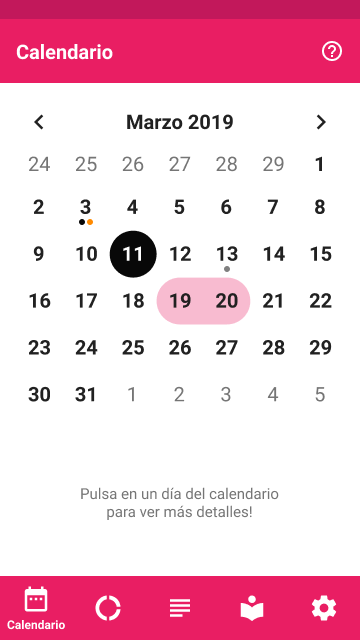 Calendario
Marzo 2019
24 25 26 27 28 29 1
2 3 4 5 6 7 8
9 10 11 12 13 14 15
16 17 18 19 20 21 22
23 24 25 26 27 28 29
30 31 1 2 3 4 5
Pulsa en un día del calendario
para ver más detalles!
Calendario